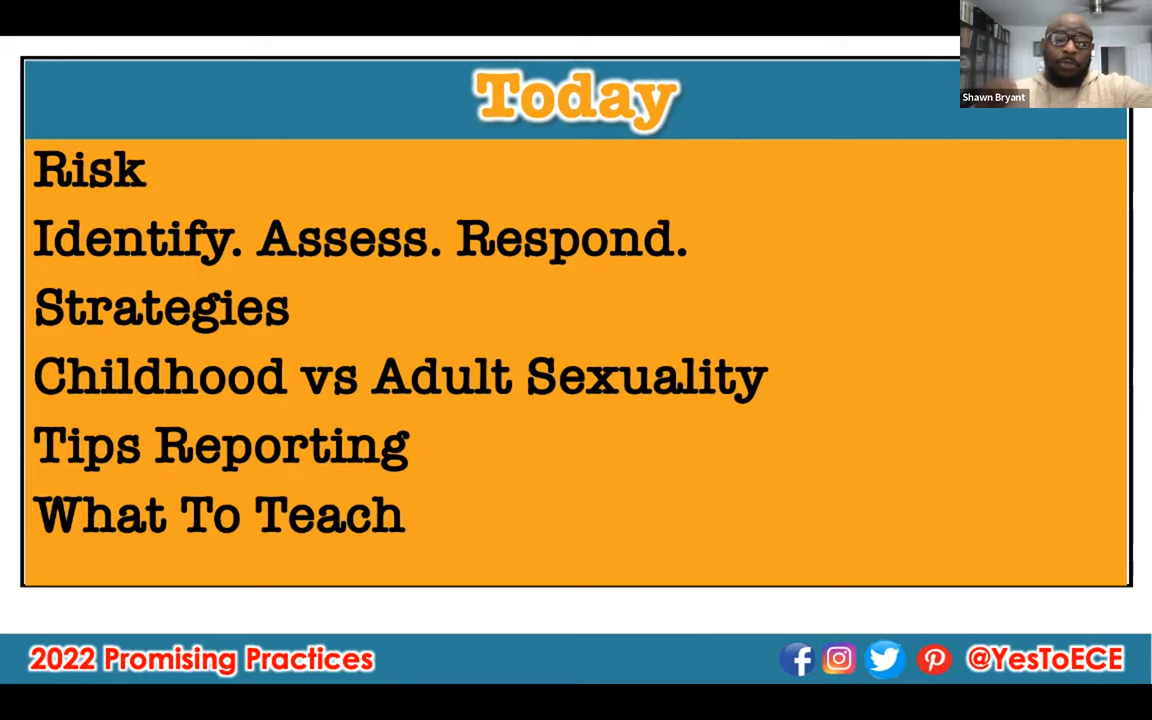 Today
Shawn Bryant
Risk
Identify. Assess. Respond.
Strategies
Childhood vs Adult Sexuality
Tips Reporting
What To Teach
2022 Promising Practices
@YesToECE